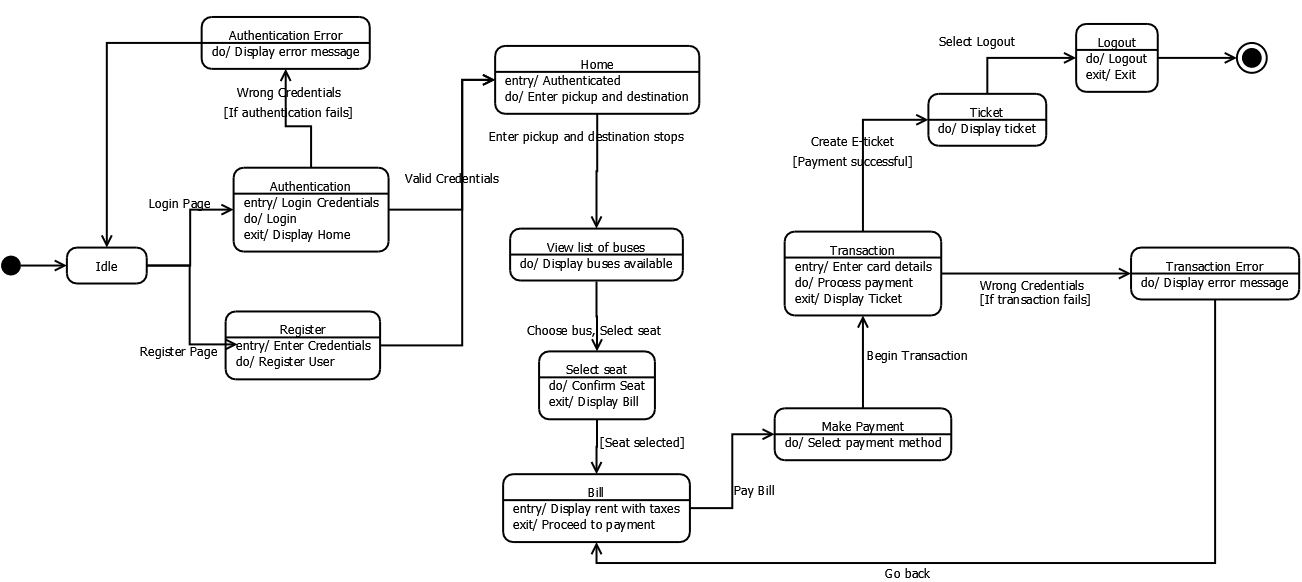 Authentication Error
do/ Display error message
Wrong Credentials
[If authentication fails]
Authentication
entry/ Login Credentials
do/ Login
exit/ Display Home
Login Page
Idle
Register Page
Register
entry/ Enter Credentials
do/ Register User
Valid Credentials
Home
entry/ Authenticated
do/ Enter pickup and destination
Enter pickup and destination stops
View list of buses
do/ Display buses available
Choose bus, Select seat
Select seat
do/ Confirm Seat
exit/ Display Bill
[Seat selected]
Bill
entry/ Display rent with taxes
exit/ Proceed to payment
Pay Bill
Make Payment
do/ Select payment method
Begin Transaction
Transaction
entry/ Enter card details
do/ Process payment
exit/ Display Ticket
Wrong Credentials
[If transaction fails]
Transaction Error
do/ Display error message
Go back
Create E-ticket
[Payment successful]
Ticket
do/ Display ticket
Select Logout
Logout
do/ Logout
exit/ Exit